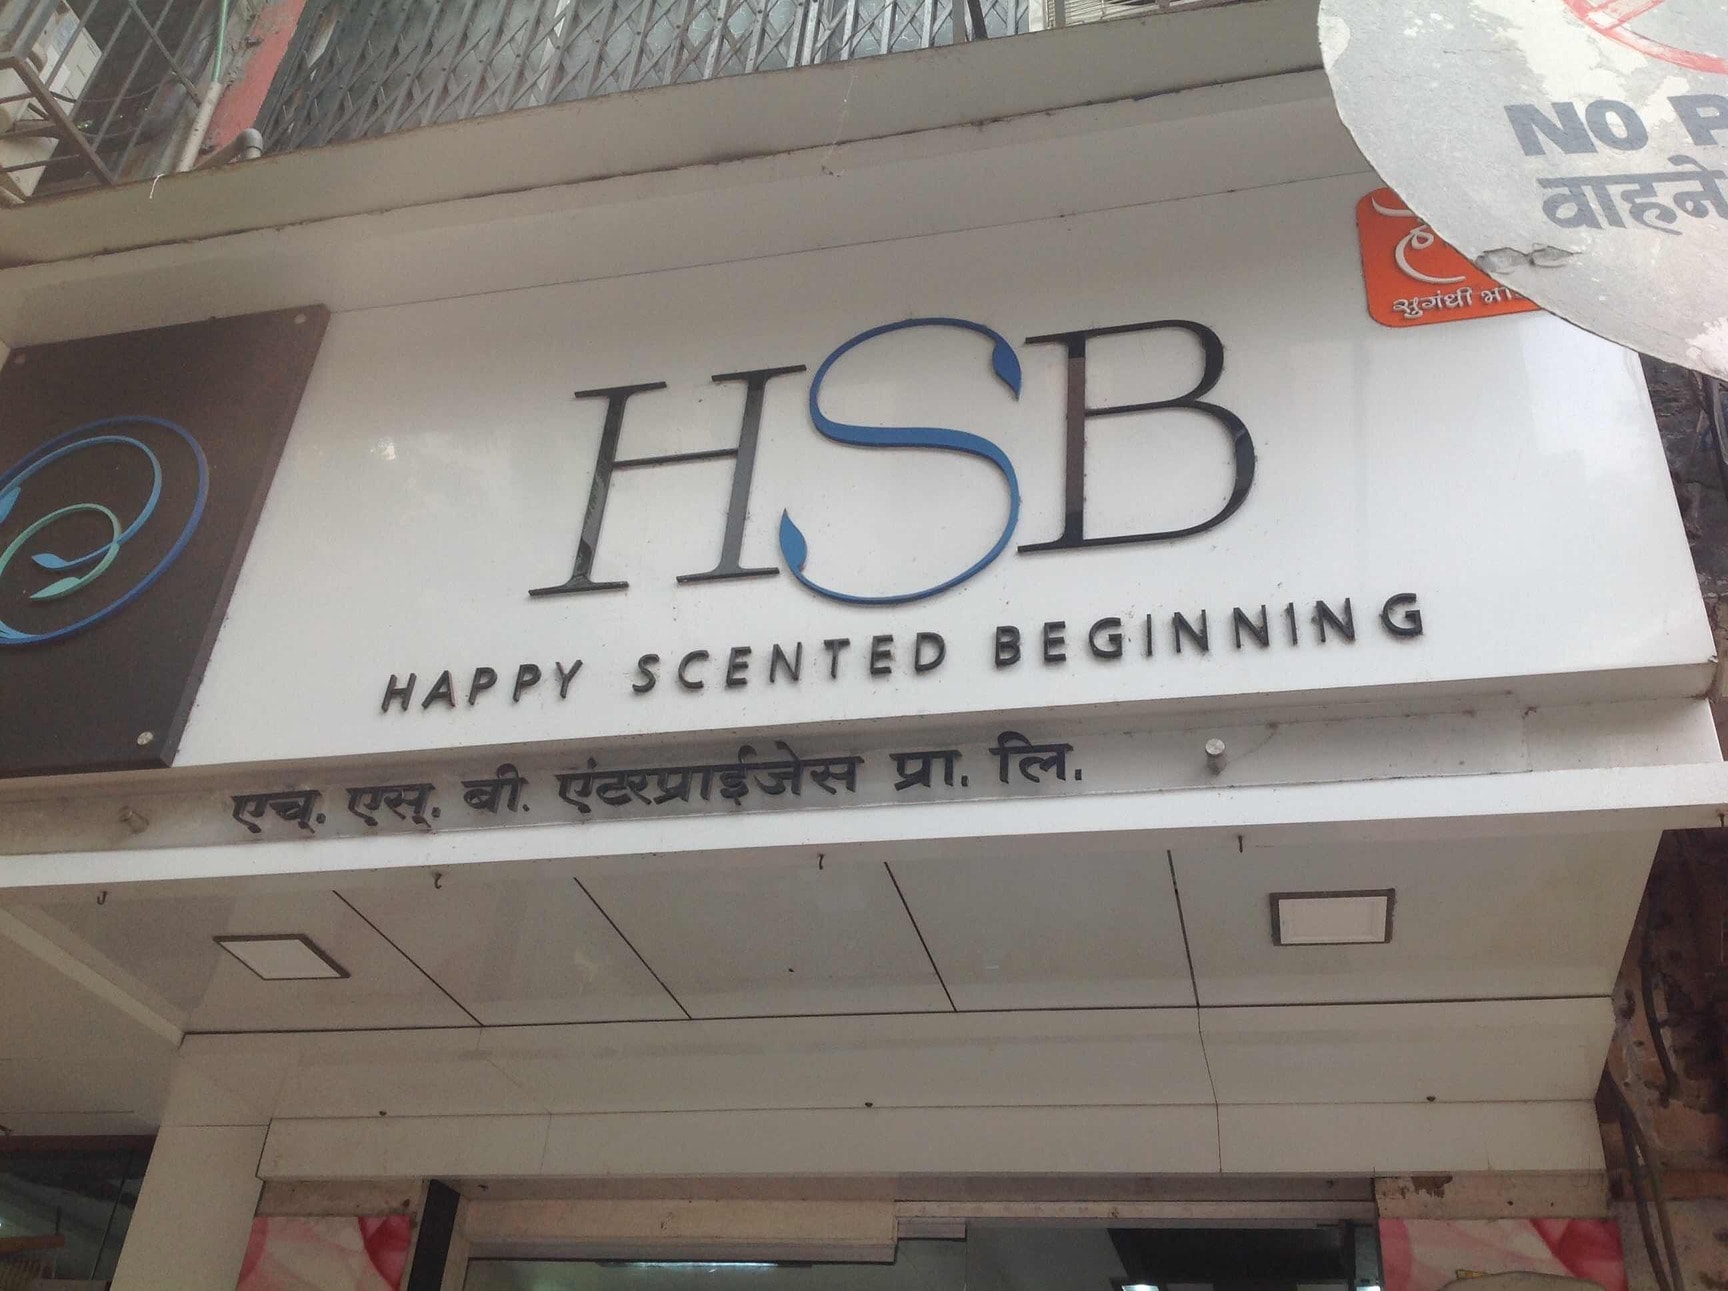 NO
वाहने
सुगंधी
HSB
HAPPY SCENTED BEGINNING
एच्. एस्. बी. एंटरप्राईजेस प्रा. लि.